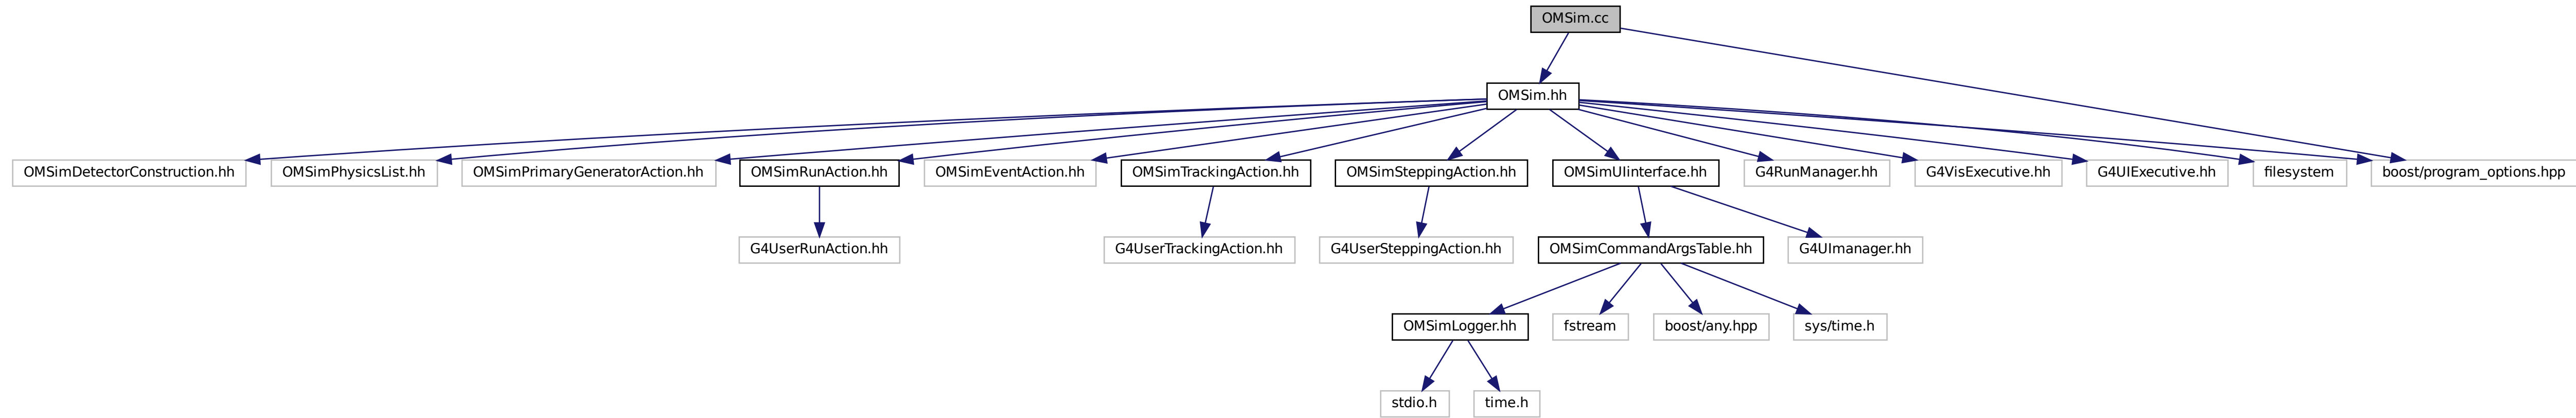 OMSim.cc
OMSim.hh
OMSimDetectorConstruction.hh
OMSimPhysicsList.hh
OMSimPrimaryGeneratorAction.hh
OMSimRunAction.hh
OMSimEventAction.hh
OMSimTrackingAction.hh
OMSimSteppingAction.hh
OMSimUIinterface.hh
G4RunManager.hh
G4VisExecutive.hh
G4UIExecutive.hh
filesystem
boost/program_options.hpp
G4UserRunAction.hh
G4UserTrackingAction.hh
G4UserSteppingAction.hh
OMSimCommandArgsTable.hh
G4UImanager.hh
OMSimLogger.hh
fstream
boost/any.hpp
sys/time.h
stdio.h
time.h